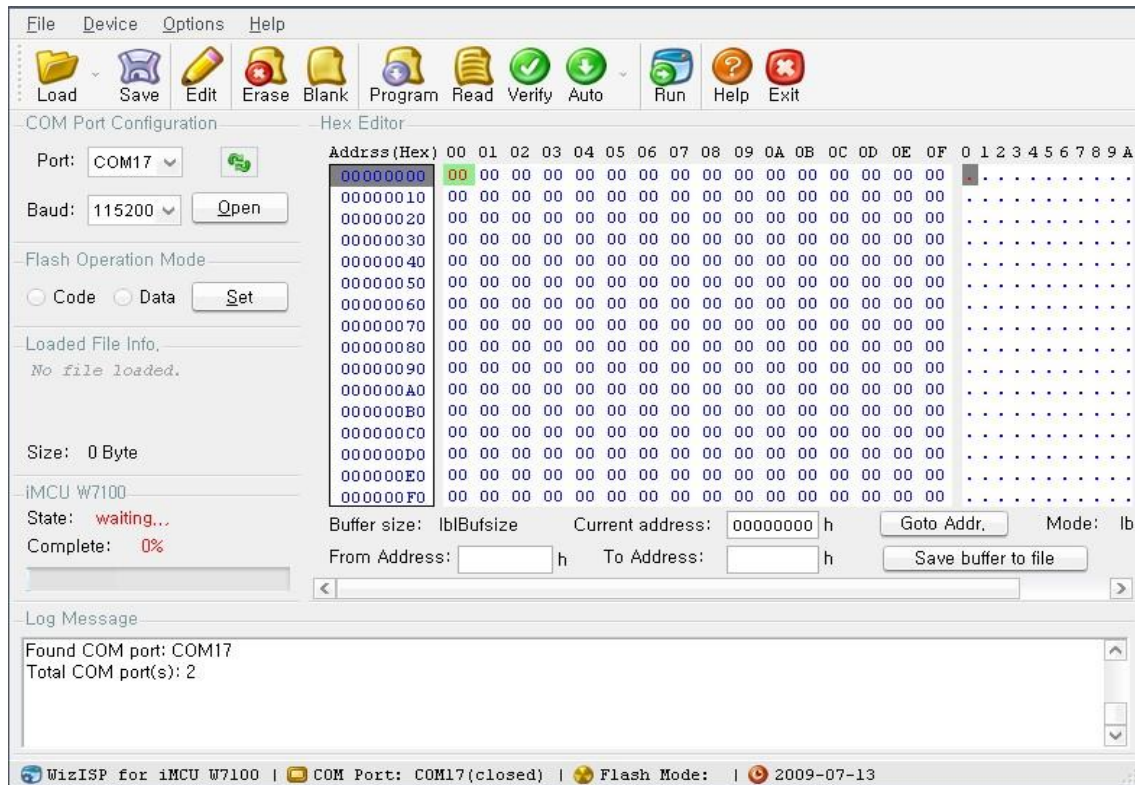 File Device Options Help
Load Save Edit Erase Blank Program Read Verify Auto Run Help Exit
COM Port Configuration
Port: COM17
Baud: 115200 Open
Flash Operation Mode
Code Data Set
Loaded File Info.
No file loaded.
Size: 0 Byte
iMCU W7100
State: waiting...
Complete: 0%
Hex Editor
Addrss(Hex) 00 01 02 03 04 05 06 07 08 09 0A 0B 0C 0D 0E 0F 0 1 2 3 4 5 6 7 8 9 A
00000000 00 00 00 00 00 00 00 00 00 00 00 00 00 00 00 00 . . . . . . . . . . .
00000010 00 00 00 00 00 00 00 00 00 00 00 00 00 00 00 00 . . . . . . . . . . .
00000020 00 00 00 00 00 00 00 00 00 00 00 00 00 00 00 00 . . . . . . . . . . .
00000030 00 00 00 00 00 00 00 00 00 00 00 00 00 00 00 00 . . . . . . . . . . .
00000040 00 00 00 00 00 00 00 00 00 00 00 00 00 00 00 00 . . . . . . . . . . .
00000050 00 00 00 00 00 00 00 00 00 00 00 00 00 00 00 00 . . . . . . . . . . .
00000060 00 00 00 00 00 00 00 00 00 00 00 00 00 00 00 00 . . . . . . . . . . .
00000070 00 00 00 00 00 00 00 00 00 00 00 00 00 00 00 00 . . . . . . . . . . .
00000080 00 00 00 00 00 00 00 00 00 00 00 00 00 00 00 00 . . . . . . . . . . .
00000090 00 00 00 00 00 00 00 00 00 00 00 00 00 00 00 00 . . . . . . . . . . .
000000A0 00 00 00 00 00 00 00 00 00 00 00 00 00 00 00 00 . . . . . . . . . . .
000000B0 00 00 00 00 00 00 00 00 00 00 00 00 00 00 00 00 . . . . . . . . . . .
000000C0 00 00 00 00 00 00 00 00 00 00 00 00 00 00 00 00 . . . . . . . . . . .
000000D0 00 00 00 00 00 00 00 00 00 00 00 00 00 00 00 00 . . . . . . . . . . .
000000E0 00 00 00 00 00 00 00 00 00 00 00 00 00 00 00 00 . . . . . . . . . . .
000000F0 00 00 00 00 00 00 00 00 00 00 00 00 00 00 00 00 . . . . . . . . . . .
Buffer size: lblBufsize Current address: 00000000 h Goto Addr. Mode: lb
From Address: h To Address: h Save buffer to file
Log Message
Found COM port: COM17
Total COM port(s): 2
WizISP for iMCU W7100 | COM Port: COM17(closed) | Flash Mode: | 2009-07-13